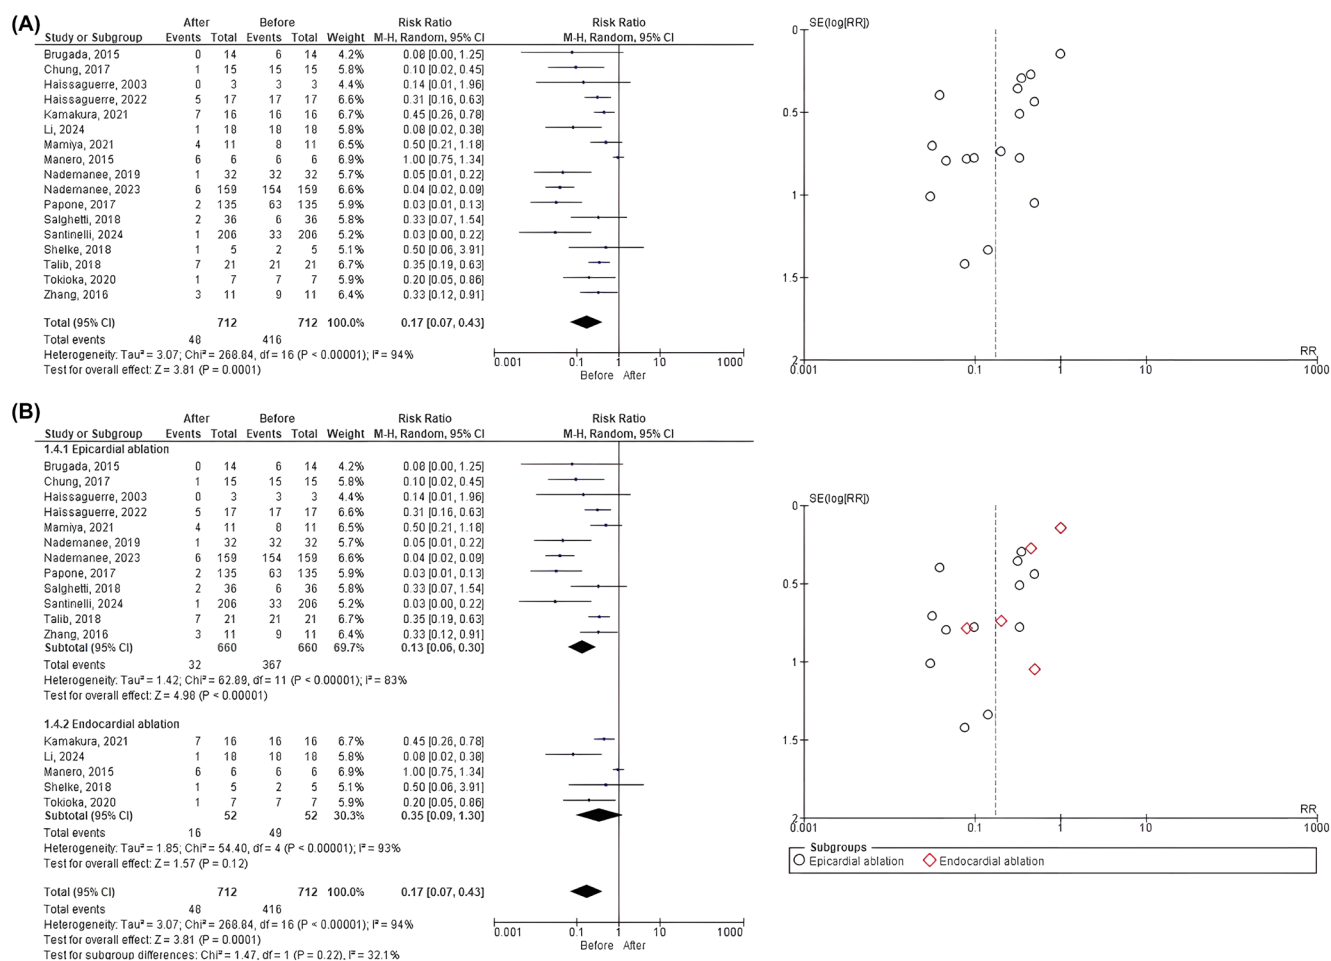 (A)
After Before Risk Ratio Risk Ratio
Study or Subgroup Events Total Events Total Weight M-H, Random, 95% CI M-H, Random, 95% CI
Brugada, 2015 0 14 6 14 4.2% 0.08 [0.00, 1.25]
Chung, 2017 1 15 15 15 5.8% 0.10 [0.02, 0.45]
Haissaguerre, 2003 0 3 3 3 4.4% 0.14 [0.01, 1.96]
Haissaguerre, 2022 5 17 17 17 6.6% 0.31 [0.16, 0.63]
Kamakura, 2021 7 16 16 16 6.7% 0.45 [0.26, 0.78]
Li, 2024 1 18 18 18 5.8% 0.08 [0.02, 0.38]
Mamiya, 2021 4 11 8 11 6.5% 0.50 [0.21, 1.18]
Manero, 2015 6 6 6 6 6.9% 1.00 [0.75, 1.34]
Nademanee, 2019 1 32 32 32 5.8% 0.05 [0.01, 0.22]
Nademanee, 2023 6 159 154 159 6.6% 0.04 [0.02, 0.09]
Papone, 2017 2 135 63 135 5.9% 0.03 [0.01, 0.13]
Salghetti, 2018 2 36 6 36 5.8% 0.33 [0.07, 1.54]
Santinelli, 2024 1 206 33 206 5.2% 0.03 [0.00, 0.22]
Shelke, 2018 1 5 2 5 5.1% 0.50 [0.06, 3.91]
Talib, 2018 7 21 21 21 6.7% 0.35 [0.19, 0.63]
Tokioka, 2020 1 7 7 7 5.9% 0.20 [0.05, 0.86]
Zhang, 2016 3 11 9 11 6.4% 0.33 [0.12, 0.91]
Total (95% CI) 712 712 100.0% 0.17 [0.07, 0.43]
Total events 48 416
Heterogeneity: Tau² = 3.07; Chi² = 268.84, df = 16 (P < 0.00001); I² = 94%
Test for overall effect: Z = 3.81 (P = 0.0001)
0.001 0.1 1 10 1000
Before After
SE(log[RR])
0
0.5
1
1.5
2
0.001 0.1 1 10 1000
RR
(B)
After Before Risk Ratio Risk Ratio
Study or Subgroup Events Total Events Total Weight M-H, Random, 95% CI M-H, Random, 95% CI
1.4.1 Epicardial ablation
Brugada, 2015 0 14 6 14 4.2% 0.08 [0.00, 1.25]
Chung, 2017 1 15 15 15 5.8% 0.10 [0.02, 0.45]
Haissaguerre, 2003 0 3 3 3 4.4% 0.14 [0.01, 1.96]
Haissaguerre, 2022 5 17 17 17 6.6% 0.31 [0.16, 0.63]
Mamiya, 2021 4 11 8 11 6.5% 0.50 [0.21, 1.18]
Nademanee, 2019 1 32 32 32 5.8% 0.05 [0.01, 0.22]
Nademanee, 2023 6 159 154 159 6.6% 0.04 [0.02, 0.09]
Papone, 2017 2 135 63 135 5.9% 0.03 [0.01, 0.13]
Salghetti, 2018 2 36 6 36 5.8% 0.33 [0.07, 1.54]
Santinelli, 2024 1 206 33 206 5.2% 0.03 [0.00, 0.22]
Talib, 2018 7 21 21 21 6.7% 0.35 [0.19, 0.63]
Zhang, 2016 3 11 9 11 6.4% 0.33 [0.12, 0.91]
Subtotal (95% CI) 660 660 69.7% 0.13 [0.06, 0.30]
Total events 32 367
Heterogeneity: Tau² = 1.42; Chi² = 62.89, df = 11 (P < 0.00001); I² = 83%
Test for overall effect: Z = 4.98 (P < 0.00001)
1.4.2 Endocardial ablation
Kamakura, 2021 7 16 16 16 6.7% 0.45 [0.26, 0.78]
Li, 2024 1 18 18 18 5.8% 0.08 [0.02, 0.38]
Manero, 2015 6 6 6 6 6.9% 1.00 [0.75, 1.34]
Shelke, 2018 1 5 2 5 5.1% 0.50 [0.06, 3.91]
Tokioka, 2020 1 7 7 7 5.9% 0.20 [0.05, 0.86]
Subtotal (95% CI) 52 52 30.3% 0.35 [0.09, 1.30]
Total events 16 49
Heterogeneity: Tau² = 1.85; Chi² = 54.40, df = 4 (P < 0.00001); I² = 93%
Test for overall effect: Z = 1.57 (P = 0.12)
Total (95% CI) 712 712 100.0% 0.17 [0.07, 0.43]
Total events 48 416
Heterogeneity: Tau² = 3.07; Chi² = 268.84, df = 16 (P < 0.00001); I² = 94%
Test for overall effect: Z = 3.81 (P = 0.0001)
Test for subgroup differences: Chi² = 1.47, df = 1 (P = 0.22), I² = 32.1%
0.001 0.1 1 10 1000
Before After
SE(log[RR])
0
0.5
1
1.5
2
0.001 0.1 1 10 1000
RR
Subgroups
Epicardial ablation Endocardial ablation